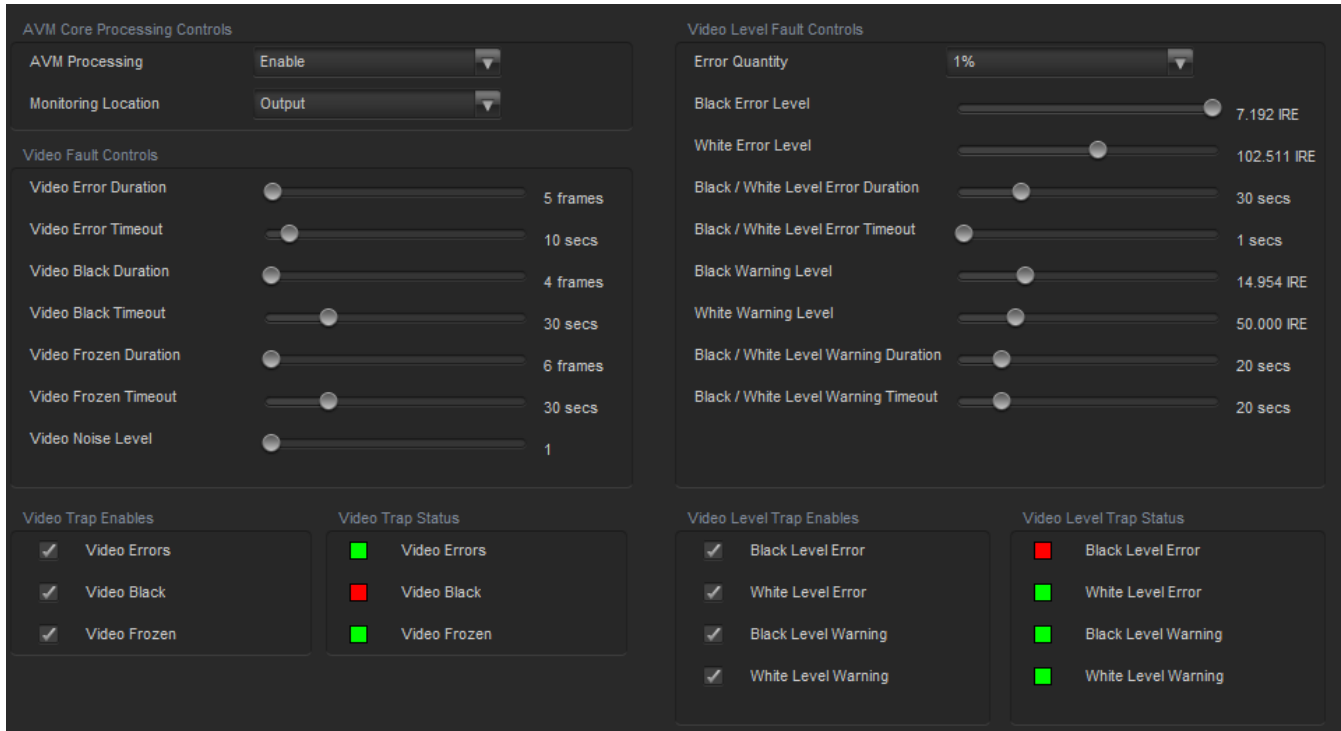 AVM Core Processing Controls
AVM Processing Enable
Monitoring Location Output
Video Fault Controls
Video Error Duration 5 frames
Video Error Timeout 10 secs
Video Black Duration 4 frames
Video Black Timeout 30 secs
Video Frozen Duration 6 frames
Video Frozen Timeout 30 secs
Video Noise Level 1
Video Level Fault Controls
Error Quantity 1%
Black Error Level 7.192 IRE
White Error Level 102.511 IRE
Black / White Level Error Duration 30 secs
Black / White Level Error Timeout 1 secs
Black Warning Level 14.954 IRE
White Warning Level 50.000 IRE
Black / White Level Warning Duration 20 secs
Black / White Level Warning Timeout 20 secs
Video Trap Enables
Video Errors
Video Black
Video Frozen
Video Trap Status
Video Errors
Video Black
Video Frozen
Video Level Trap Enables
Black Level Error
White Level Error
Black Level Warning
White Level Warning
Video Level Trap Status
Black Level Error
White Level Error
Black Level Warning
White Level Warning